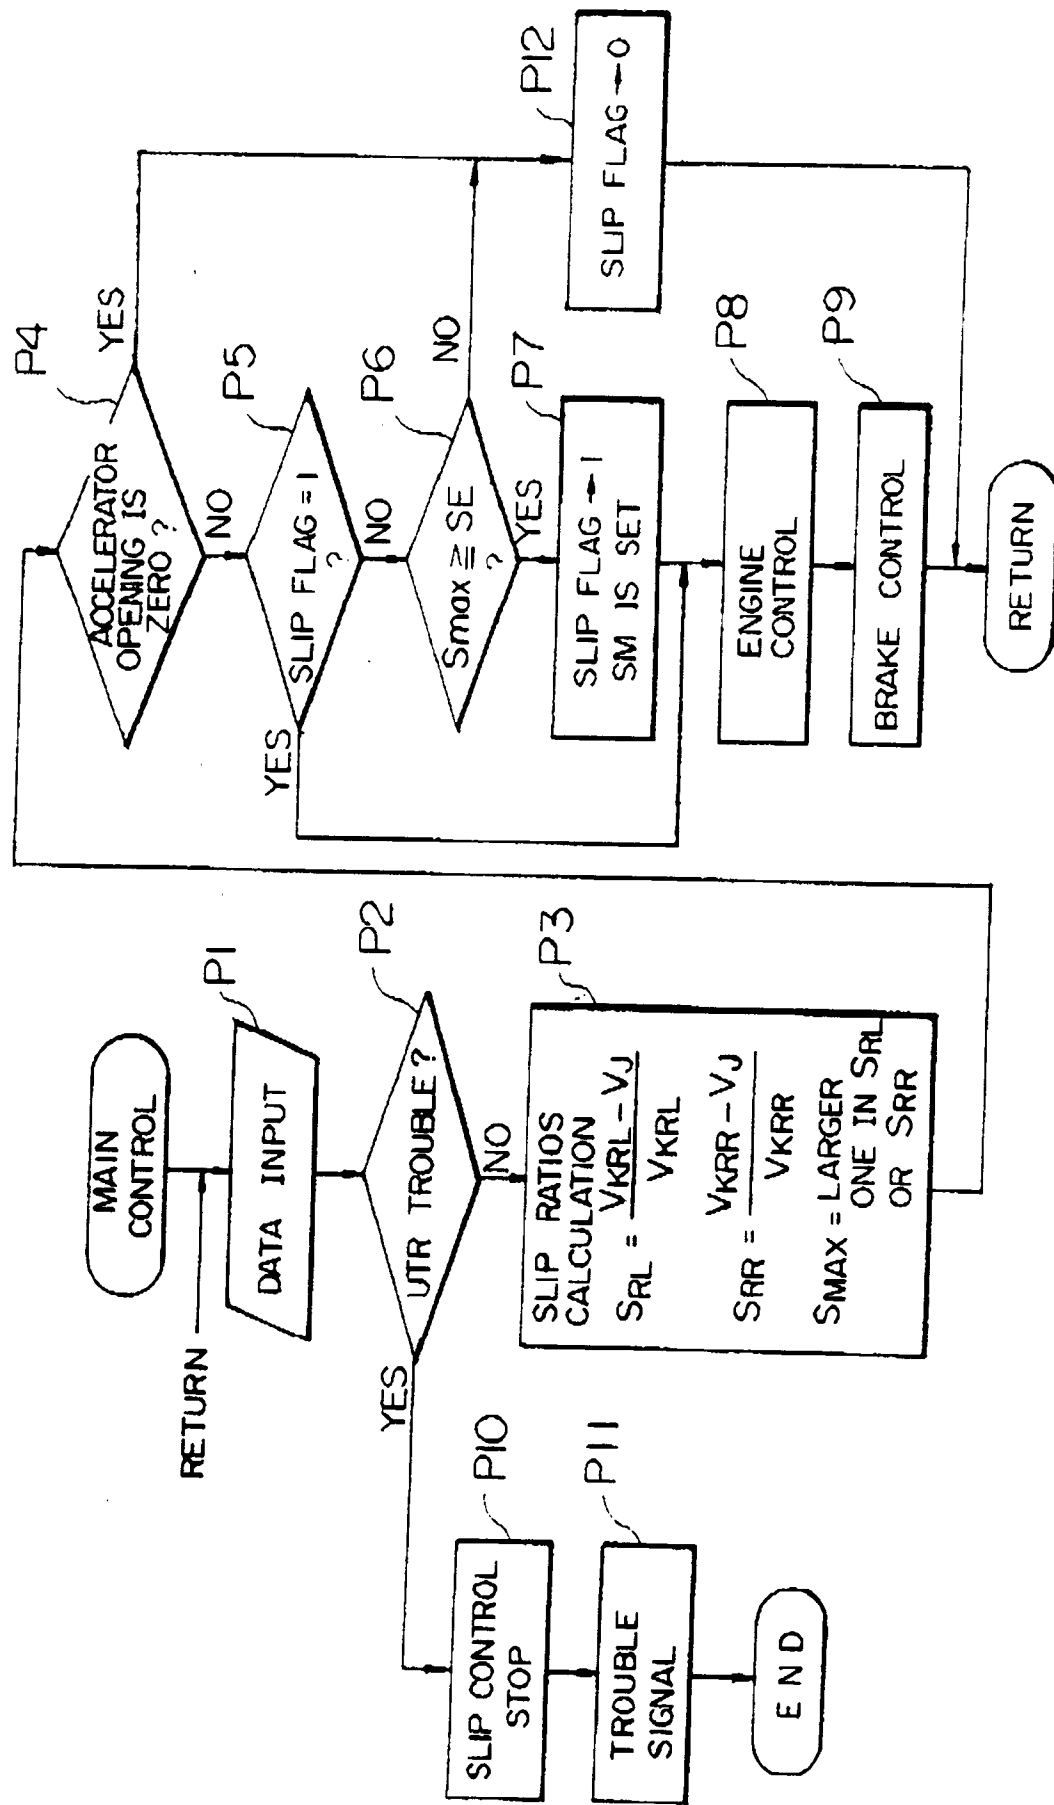 MAIN
CONTROL
RETURN
P1
DATA INPUT
P2
UTR TROUBLE?
YES
NO
P3
SLIP RATIOS
CALCULATION
SRL = VKRL - VJ / VKRL
SRR = VKRR - VJ / VKRR
SMAX = LARGER
ONE IN SRL
OR SRR
P10
SLIP CONTROL
STOP
P11
TROUBLE
SIGNAL
END
P4
ACCELERATOR
OPENING IS
ZERO ?
YES
NO
P5
SLIP FLAG = 1
?
YES
NO
P6
Smax ≧ SE
?
NO
YES
P7
SLIP FLAG → 1
SM IS SET
P8
ENGINE
CONTROL
P9
BRAKE CONTROL
P12
SLIP FLAG → 0
RETURN